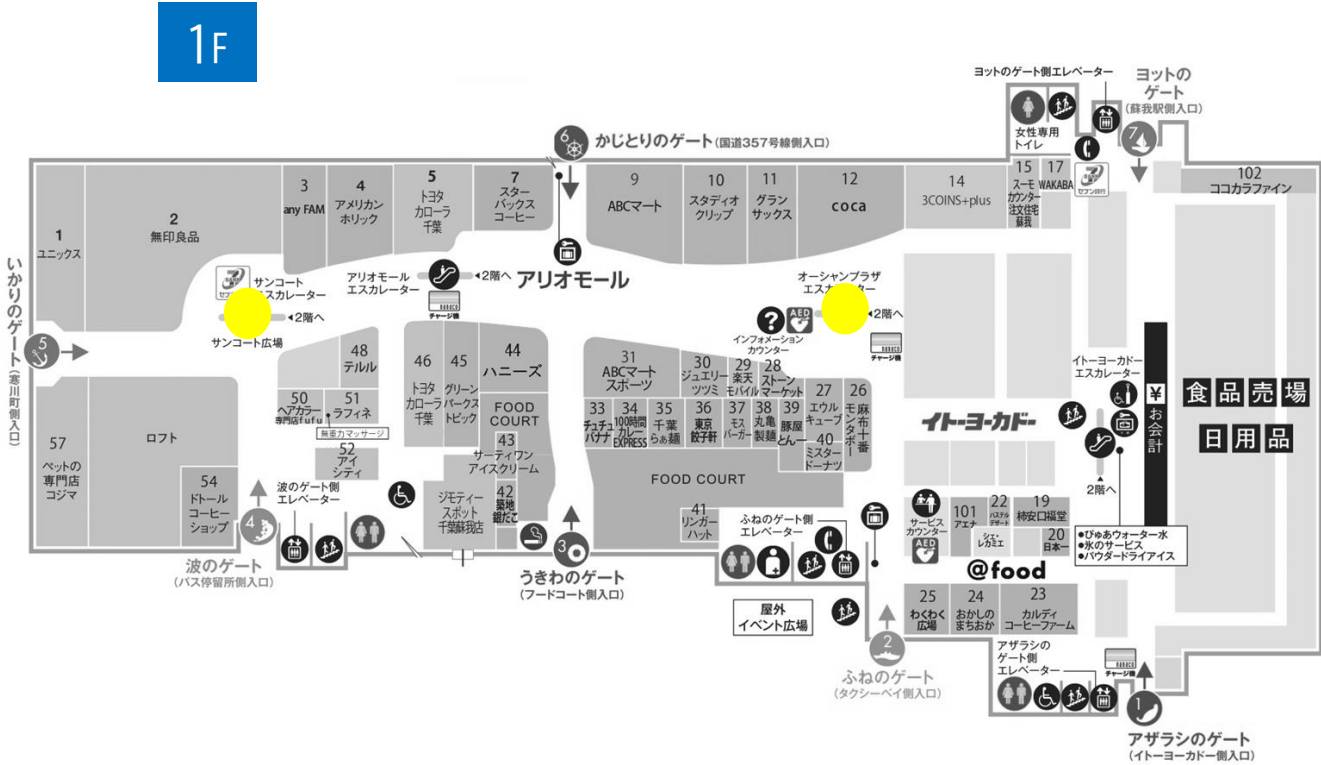 1F
ヨットのゲート側エレベーター
ヨットの
ゲート
(蘇我駅側入口)
7
女性専用
トイレ
6
かじとりのゲート(国道357号線側入口)
1
ユニックス
2
無印良品
3
any FAM
4
アメリカン
ホリック
5
トヨタ
カローラ
千葉
7
スター
バックス
コーヒー
9
ABCマート
10
スタディオ
クリップ
11
グラン
サックス
12
coca
14
3COINS+plus
15
スーモ
カウンター
注文住宅
蘇我
17
WAKABA
セブン銀行
102
ココカラファイン
いかりのゲート
(寒川町側入口)
5
サンコート
スカレーター
◀2階へ
サンコート広場
アリオモール
エスカレーター
◀2階へ
nanaco
チャージ機
アリオモール
オーシャンプラザ
エスカ
ーター
◀2階へ
AED
?
インフォメーション
カウンター
チャージ機
48
テルル
50
ヘアカラー
専門店fufu
51
ラフィネ
無重力マッサージ
52
アイ
シティ
46
トヨタ
カローラ
千葉
45
グリーン
パークス
トピック
44
ハニーズ
FOOD
COURT
43
サーティワン
アイスクリーム
42
築地
銀だこ
ジモティー
スポット
千葉蘇我店
31
ABCマート
スポーツ
30
ジュエリー
ツツミ
29
楽天
モバイル
28
ストーン
マーケット
27
エウル
キューブ
26
麻布十番
モンタボー
33
チュチュ
バナナ
34
100時間
カレー
EXPRESS
35
千葉
らぁ麺
36
東京
餃子軒
37
モス
バーガー
38
丸亀
製麺
39
豚屋
とん一
40
ミスター
ドーナツ
FOOD COURT
41
リンガー
ハット
イトーヨーカドー
イトーヨーカドー
エスカレーター
▲
2階へ
¥
お会計
食品売場
日用品
57
ペットの
専門店
コジマ
ロフト
54
ドトール
コーヒー
ショップ
波のゲート側
エレベーター
4
波のゲート
(バス停留所側入口)
3
うきわのゲート
(フードコート側入口)
ふねのゲート側
エレベーター
屋外
イベント広場
サービス
カウンター
AED
101
アエナ
22
パステル
デザート
19
柿安口福堂
シェ・
レカミエ
20
日本一
@food
●ぴゅあウォーター水
●氷のサービス
●パウダードライアイス
25
わくわく
広場
24
おかしの
まちおか
23
カルディ
コーヒーファーム
2
ふねのゲート
(タクシーベイ側入口)
アザラシの
ゲート側
エレベーター
チャージ機
1
アザラシのゲート
(イトーヨーカドー側入口)